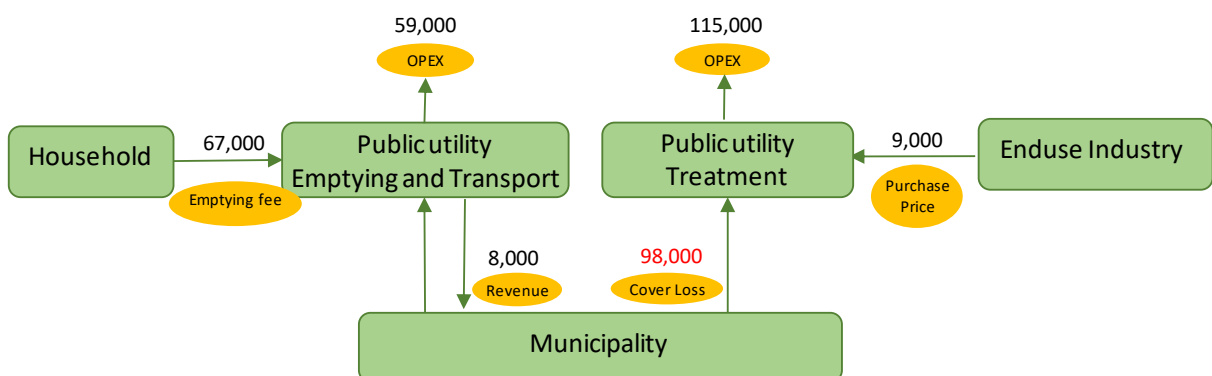 59,000
OPEX
115,000
OPEX
Household
67,000
Emptying fee
Public utility
Emptying and Transport
Public utility
Treatment
9,000
Purchase
Price
Enduse Industry
8,000
Revenue
98,000
Cover Loss
Municipality